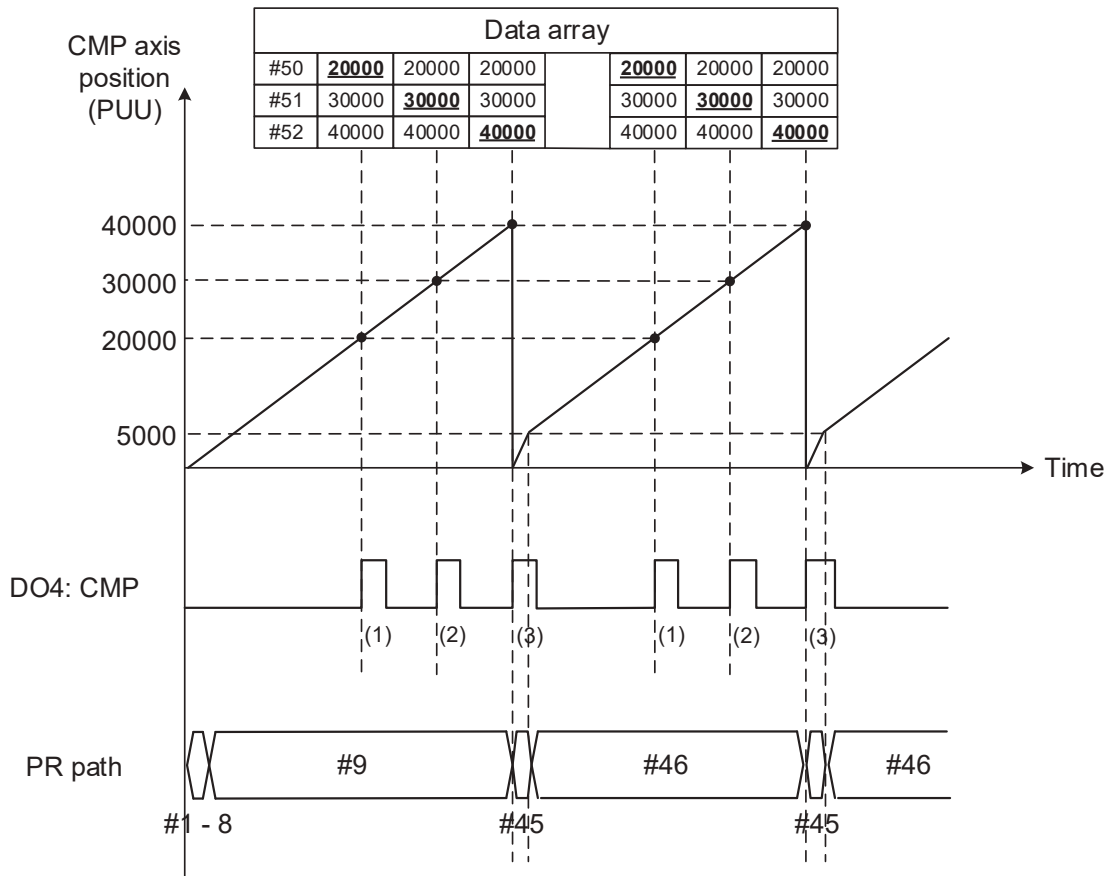 Data array
CMP axis
position
(PUU)
#50 20000 20000 20000 20000 20000 20000
#51 30000 30000 30000 30000 30000 30000
#52 40000 40000 40000 40000 40000 40000
40000
30000
20000
5000
Time
DO4: CMP
(1) (2) (3) (1) (2) (3)
PR path
#9 #46 #46
#1 - 8 #45 #45